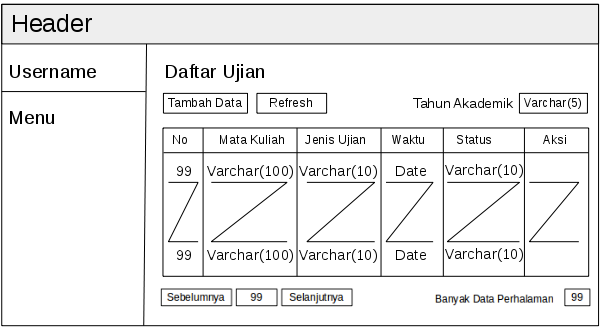 Header
Username
Menu
Daftar Ujian
Tambah Data Refresh Tahun Akademik Varchar(5)
No Mata Kuliah Jenis Ujian Waktu Status Aksi
99 Varchar(100) Varchar(10) Date Varchar(10)
99 Varchar(100) Varchar(10) Date Varchar(10)
Sebelumnya 99 Selanjutnya Banyak Data Perhalaman 99